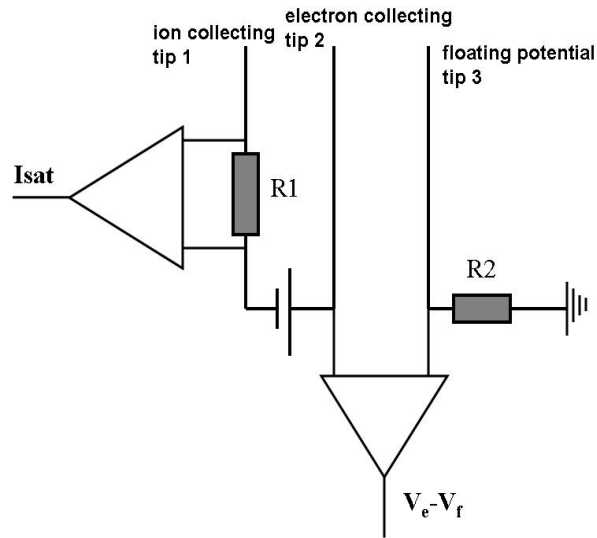 ion collecting
tip 1
electron collecting
tip 2
floating potential
tip 3
Isat
R1
R2
Ve-Vf